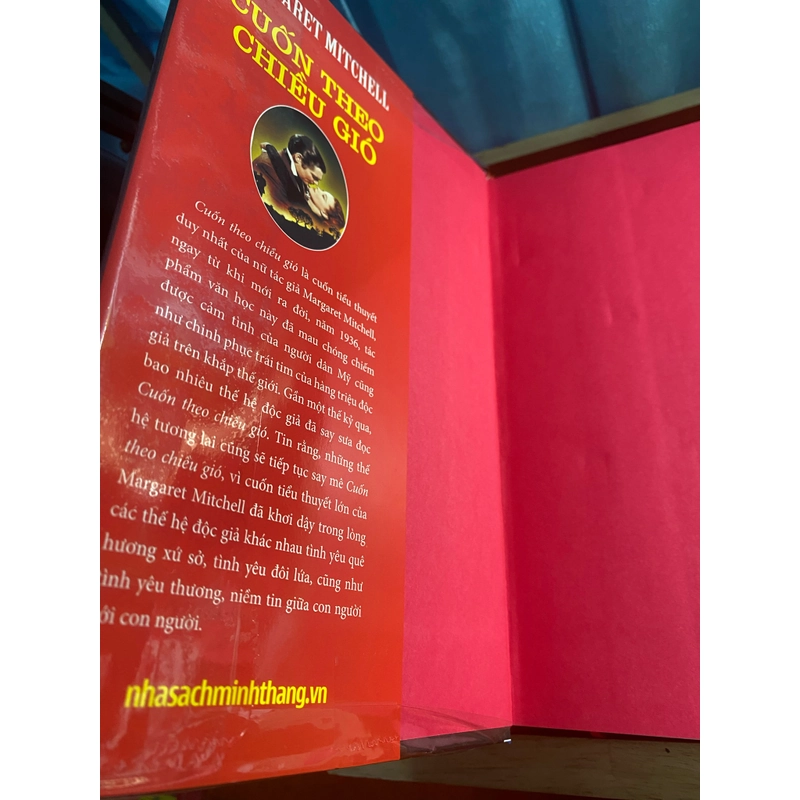 ARET MITCHELL
CUỐN THEO
CHIỀU GIÓ
Cuốn theo chiều gió là cuốn tiểu thuyết
duy nhất của nữ tác giả Margaret Mitchell,
ngay từ khi mới ra đời, năm 1936, tác
phẩm văn học này đã mau chóng chiếm
được cảm tình của người dân Mỹ cũng
như chinh phục trái tim của hàng triệu độc
giả trên khắp thế giới. Gần một thế kỷ qua,
bao nhiêu thế hệ độc giả đã say sưa đọc
Cuốn theo chiều gió. Tin rằng, những thế
hệ tương lai cũng sẽ tiếp tục say mê Cuốn
theo chiều gió, vì cuốn tiểu thuyết lớn của
Margaret Mitchell đã khơi dậy trong lòng
các thế hệ độc giả khác nhau tình yêu quê
hương xứ sở, tình yêu đôi lứa, cũng như
tình yêu thương, niềm tin giữa con người
với con người.
nhasachminhthang.vn